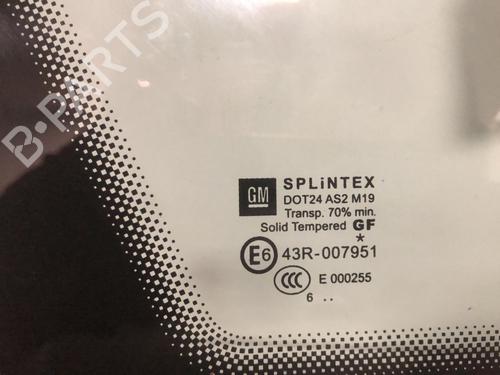 B-PARTS
GM SPLiNTEX
DOT24 AS2 M19
Transp. 70% min.
Solid Tempered GF
*
E6 43R-007951
CCC E 000255
6 ..